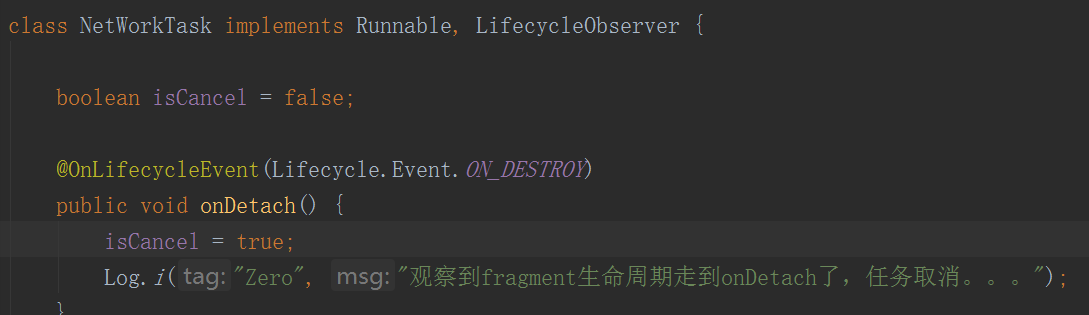 class NetWorkTask implements Runnable, LifecycleObserver {
boolean isCancel = false;
@OnLifecycleEvent(Lifecycle.Event.ON_DESTROY)
public void onDetach() {
isCancel = true;
Log.i( tag: "Zero", msg: "观察到fragment生命周期走到onDetach了，任务取消。。。");
}